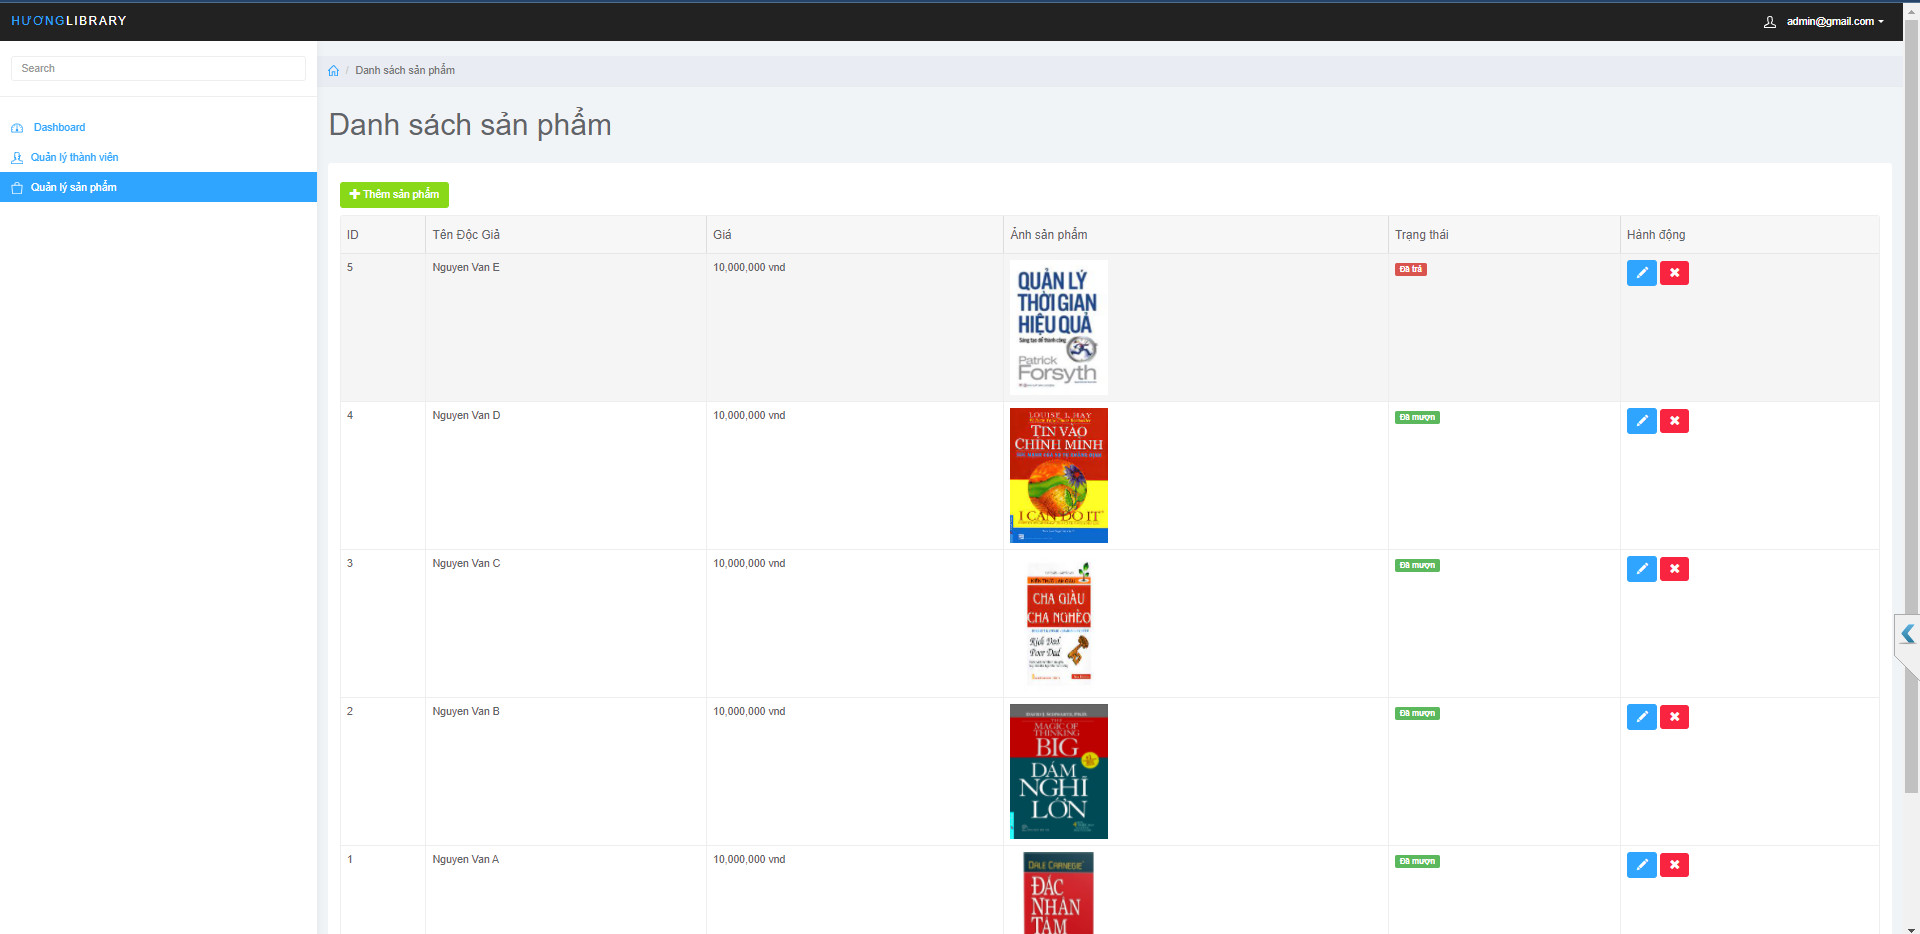 HƯƠNGLIBRARY
admin@gmail.com
Search
Dashboard
Quản lý thành viên
Quản lý sản phẩm
/ Danh sách sản phẩm
Danh sách sản phẩm
Thêm sản phẩm
ID Tên Độc Giả Giá Ảnh sản phẩm Trạng thái Hành động
5 Nguyen Van E 10,000,000 vnd Đã trả
QUẢN LÝ
THỜI GIAN
HIỆU QUẢ
Sáng tạo để thành công
Patrick
Forsyth
4 Nguyen Van D 10,000,000 vnd Đã mượn
LOUISE L. HAY
TIN VÀO
CHÍNH MÌNH
I CAN DO IT
3 Nguyen Van C 10,000,000 vnd Đã mượn
CHA GIÀU
CHA NGHÈO
Rich Dad
Poor Dad
2 Nguyen Van B 10,000,000 vnd Đã mượn
THE
MAGIC OF
THINKING
BIG
DÁM
NGHĨ
LỚN
1 Nguyen Van A 10,000,000 vnd Đã mượn
DALE CARNEGIE
ĐẮC
NHÂN
TÂM